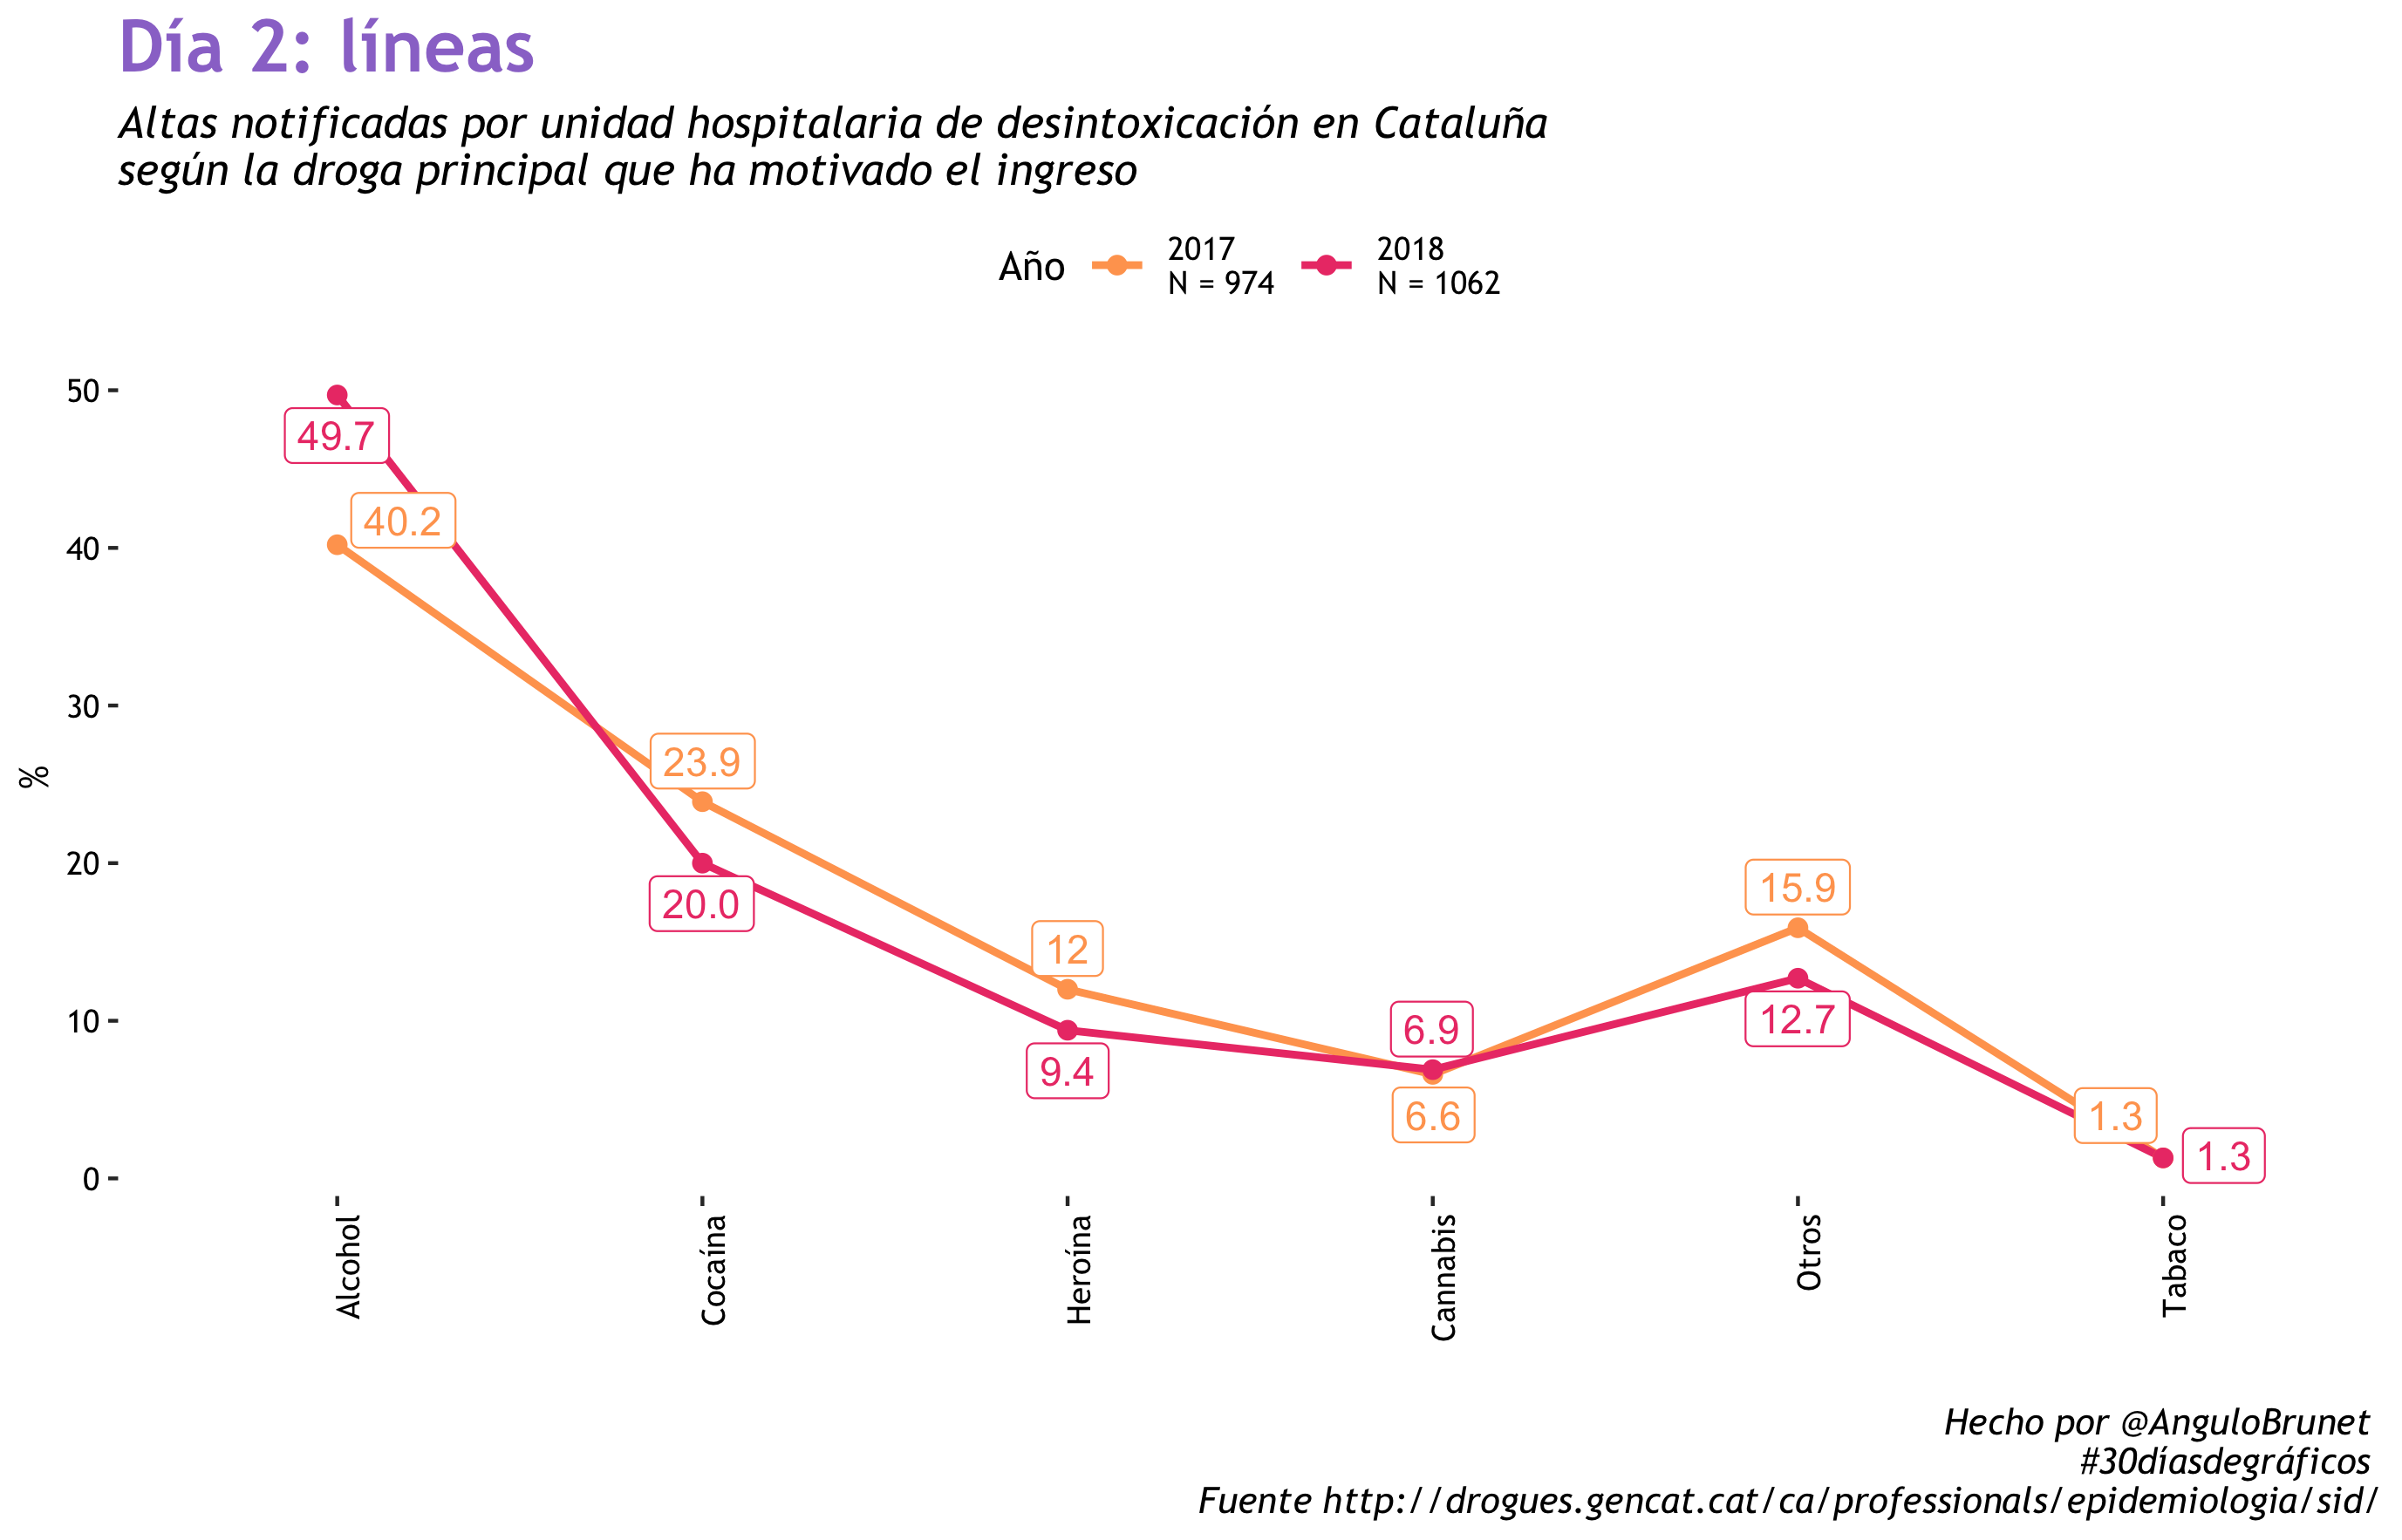 Día 2: líneas
Altas notificadas por unidad hospitalaria de desintoxicación en Cataluña
según la droga principal que ha motivado el ingreso
Año
2017
N = 974
2018
N = 1062
50
40
30
20
10
0
%
49.7
40.2
23.9
20.0
12
9.4
6.9
6.6
15.9
12.7
1.3
1.3
Alcohol
Cocaína
Heroína
Cannabis
Otros
Tabaco
Hecho por @AnguloBrunet
#30díasdegráficos
Fuente http://drogues.gencat.cat/ca/professionals/epidemiologia/sid/